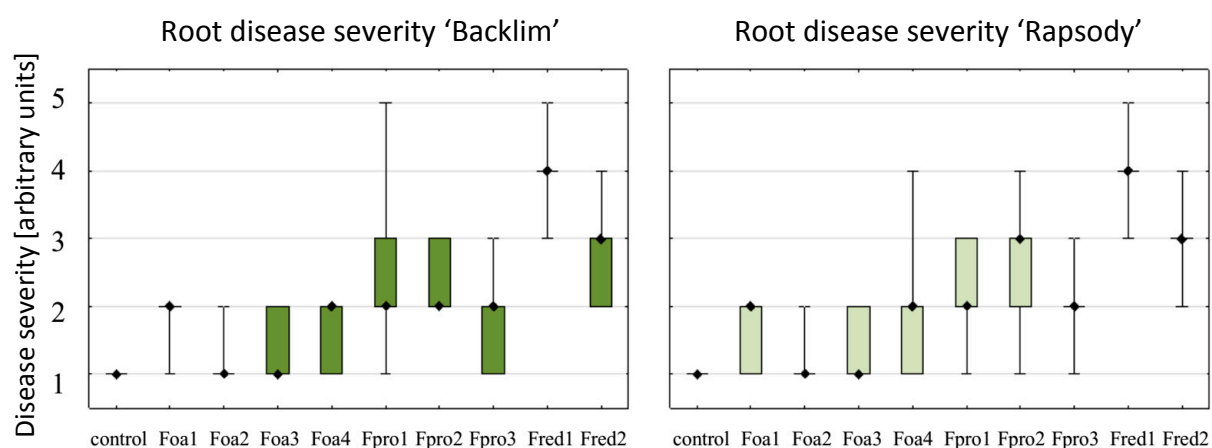 Root disease severity ‘Backlim’
Root disease severity ‘Rapsody’
Disease severity [arbitrary units]
5
4
3
2
1
control Foa1 Foa2 Foa3 Foa4 Fpro1 Fpro2 Fpro3 Fred1 Fred2
control Foa1 Foa2 Foa3 Foa4 Fpro1 Fpro2 Fpro3 Fred1 Fred2